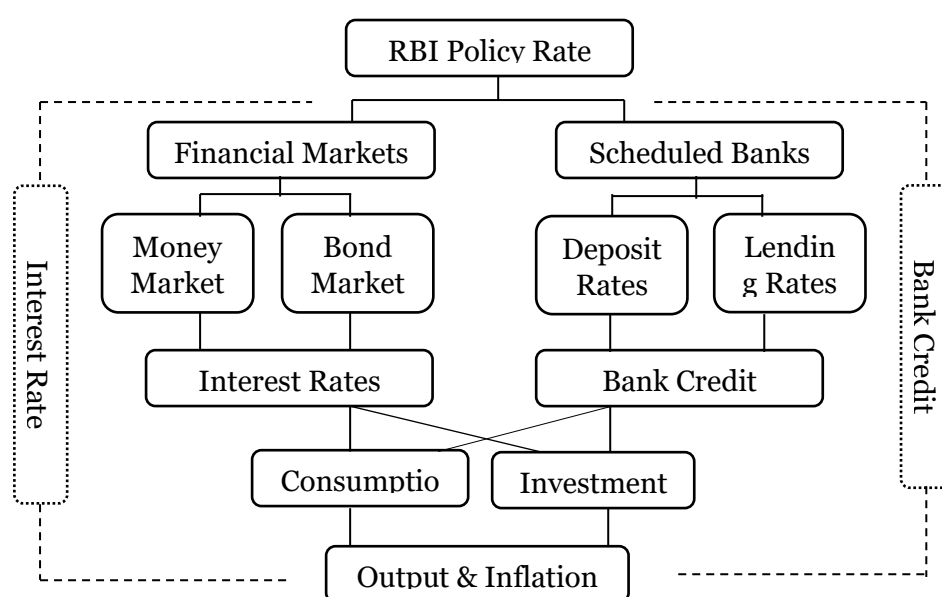 RBI Policy Rate
Financial Markets
Scheduled Banks
Money
Market
Bond
Market
Deposit
Rates
Lendin
g Rates
Interest Rate
Bank Credit
Interest Rates
Bank Credit
Consumptio
Investment
Output & Inflation